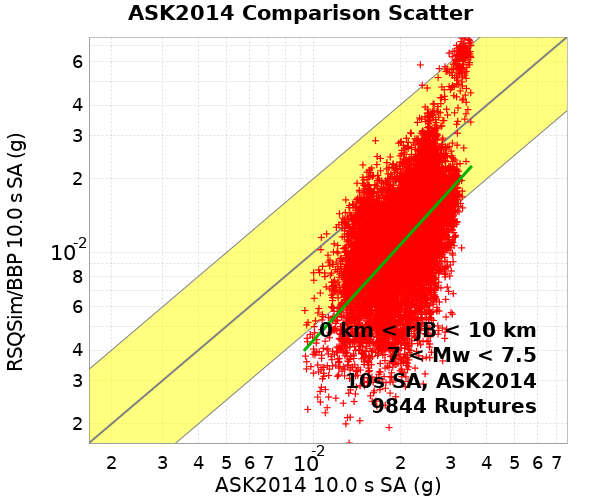 ASK2014 Comparison Scatter
RSQSim/BBP 10.0 s SA (g)
6
4
3
2
10-2
8
6
4
3
2
0 km < rJB < 10 km
7 < Mw < 7.5
10s SA, ASK2014
9844 Ruptures
2 3 4 5 6 7 10-2 2 3 4 5 6 7
ASK2014 10.0 s SA (g)